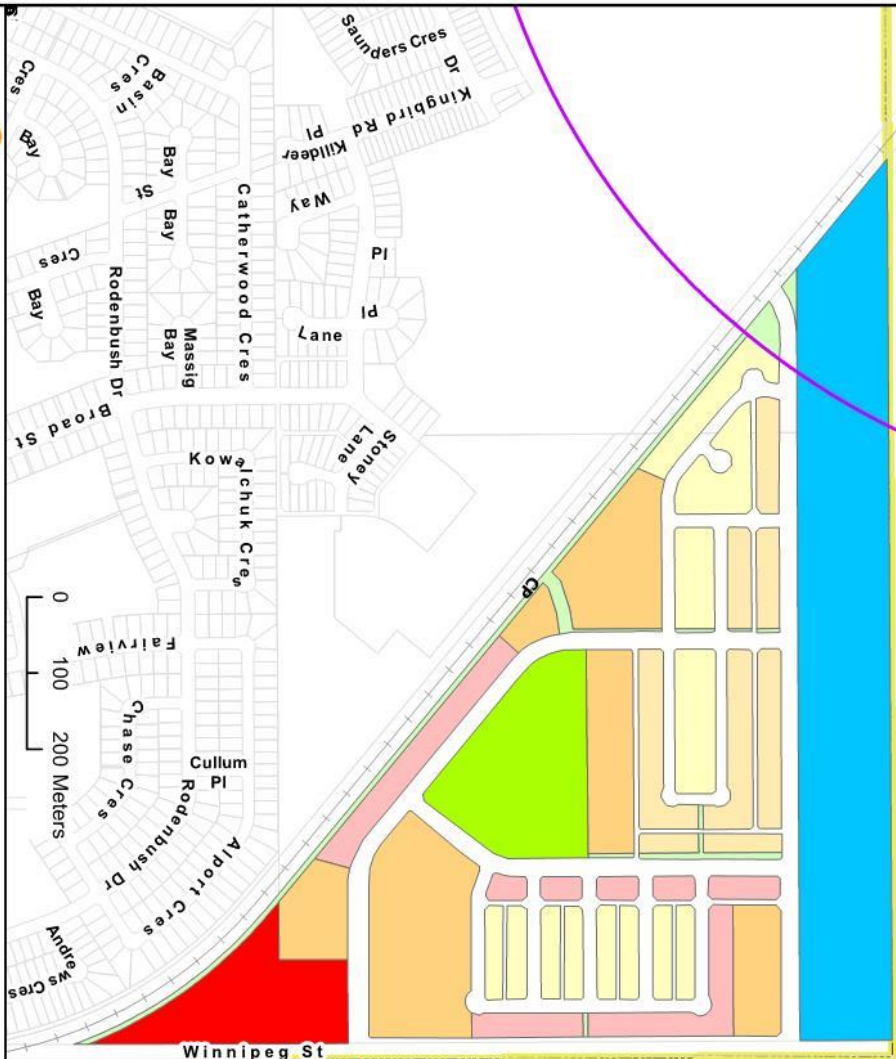 Saunders Cres
Dr
Kingbird Rd
Killdeer
Pl
Way
Pl
Pl
Lane
Cres
Basin
Cres
Bay
Bay
St
Bay
Cres
Bay
Catherwood Cres
Rodenbush Dr
Massig
Bay
Broad St
Stoney
Lane
Kowalchuk Cres
CP
0
100
200 Meters
Fairview
Chase Cres
Cullum
Pl
Rodenbush Dr
Alport Cres
Andrews Cres
Winnipeg St